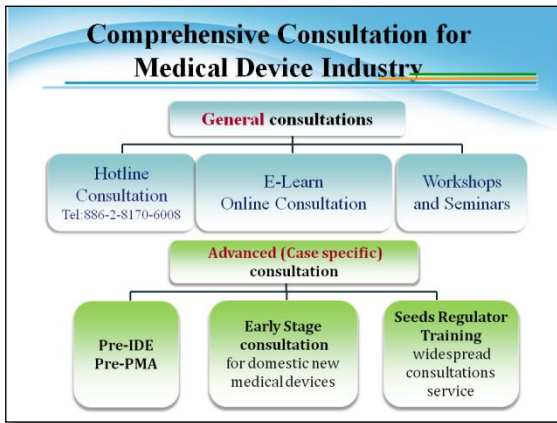 Comprehensive Consultation for
Medical Device Industry
General consultations
Hotline
Consultation
Tel:886-2-8170-6008
E-Learn
Online Consultation
Workshops
and Seminars
Advanced (Case specific)
consultation
Pre-IDE
Pre-PMA
Early Stage
consultation
for domestic new
medical devices
Seeds Regulator
Training
widespread
consultations
service